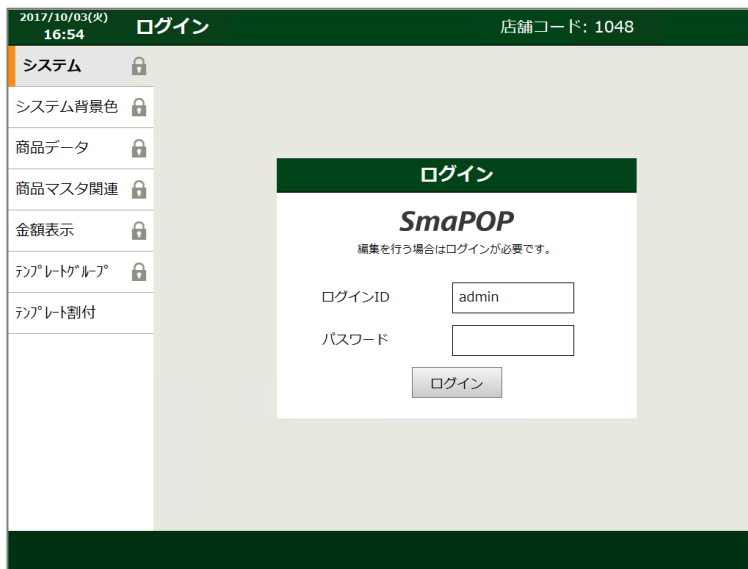 2017/10/03(火)
16:54
ログイン
店舗コード: 1048
システム
システム背景色
商品データ
商品マスタ関連
金額表示
ﾃﾝﾌﾟﾚｰﾄｸﾞﾙｰﾌﾟ
ﾃﾝﾌﾟﾚｰﾄ割付
ログイン
SmaPOP
編集を行う場合はログインが必要です。
ログインID
admin
パスワード
ログイン